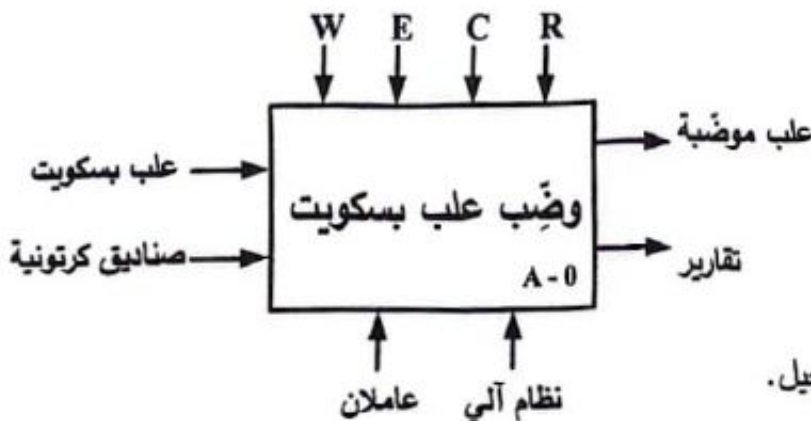 W E C R
علب موضّبة
علب بسكويت
وضِّب علب بسكويت
صناديق كرتونية
تقارير
A - 0
عاملان
نظام آلي